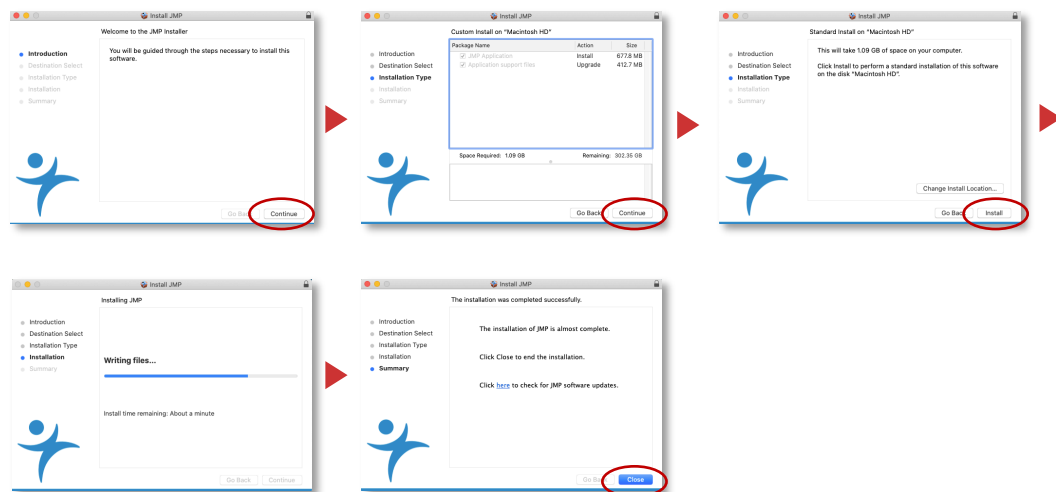 Install JMP
Welcome to the JMP Installer
Introduction
Destination Select
Installation Type
Installation
Summary
You will be guided through the steps necessary to install this
software.
Go Back
Continue
Install JMP
Custom Install on "Macintosh HD"
Introduction
Destination Select
Installation Type
Installation
Summary
Package Name Action Size
JMP Application Install 677.8 MB
Application support files Upgrade 412.7 MB
Space Required: 1.09 GB Remaining: 302.35 GB
Go Back
Continue
Install JMP
Standard Install on "Macintosh HD"
Introduction
Destination Select
Installation Type
Installation
Summary
This will take 1.09 GB of space on your computer.
Click Install to perform a standard installation of this software
on the disk "Macintosh HD".
Change Install Location...
Go Back
Install
Install JMP
Installing JMP
Introduction
Destination Select
Installation Type
Installation
Summary
Writing files...
Install time remaining: About a minute
Go Back
Continue
Install JMP
The installation was completed successfully.
Introduction
Destination Select
Installation Type
Installation
Summary
The installation of JMP is almost complete.
Click Close to end the installation.
Click here to check for JMP software updates.
Go Back
Close